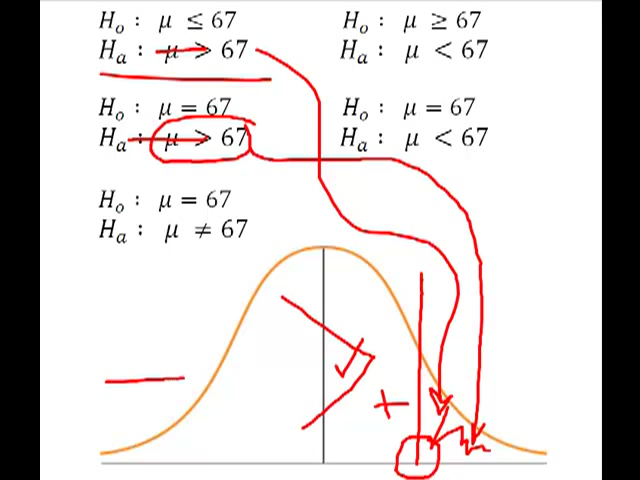 Hₒ : μ ≤ 67
Hₐ : μ > 67
Hₒ : μ ≥ 67
Hₐ : μ < 67
Hₒ : μ = 67
Hₐ : μ > 67
Hₒ : μ = 67
Hₐ : μ < 67
Hₒ : μ = 67
Hₐ : μ ≠ 67
+